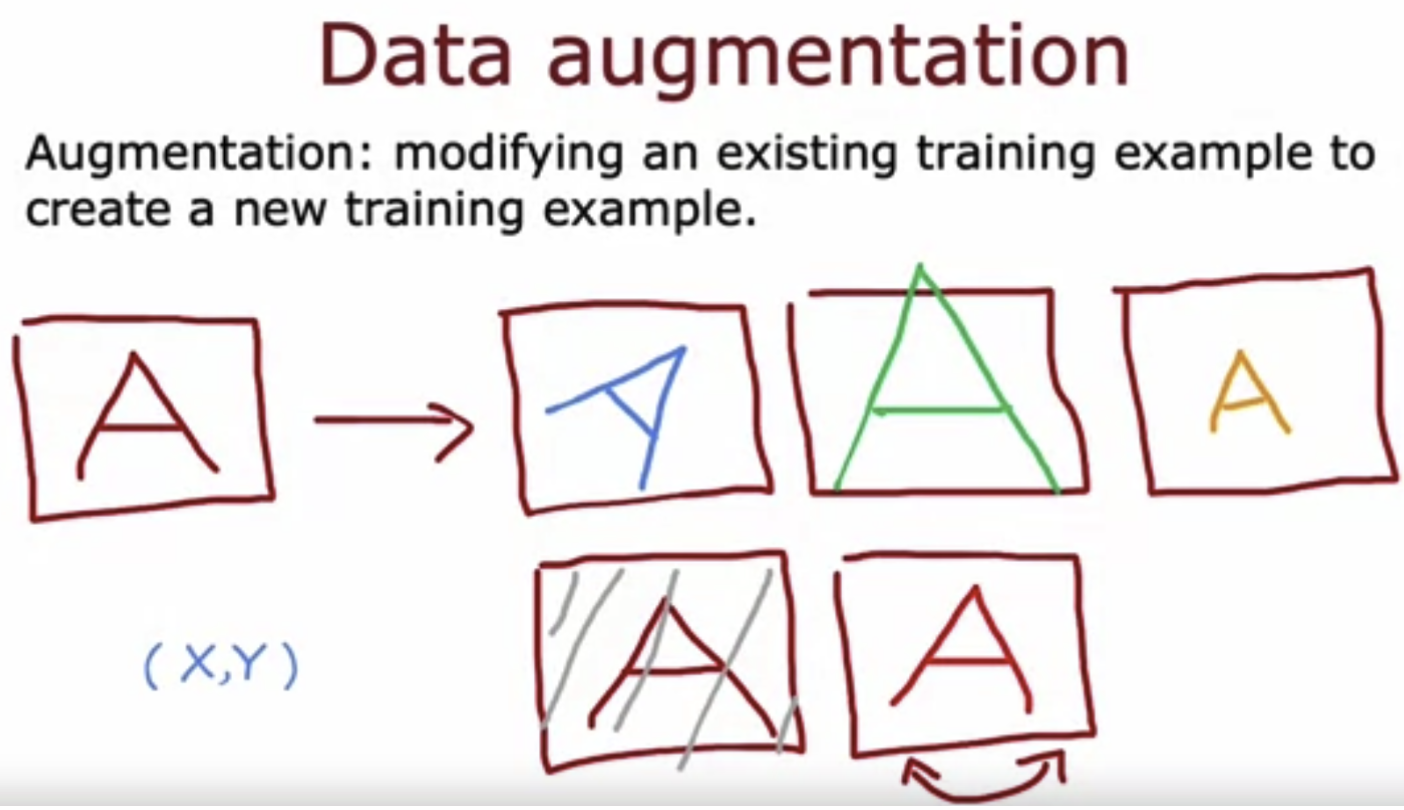 Data augmentation
Augmentation: modifying an existing training example to
create a new training example.
A
A
A
A
(X,Y)
A
A